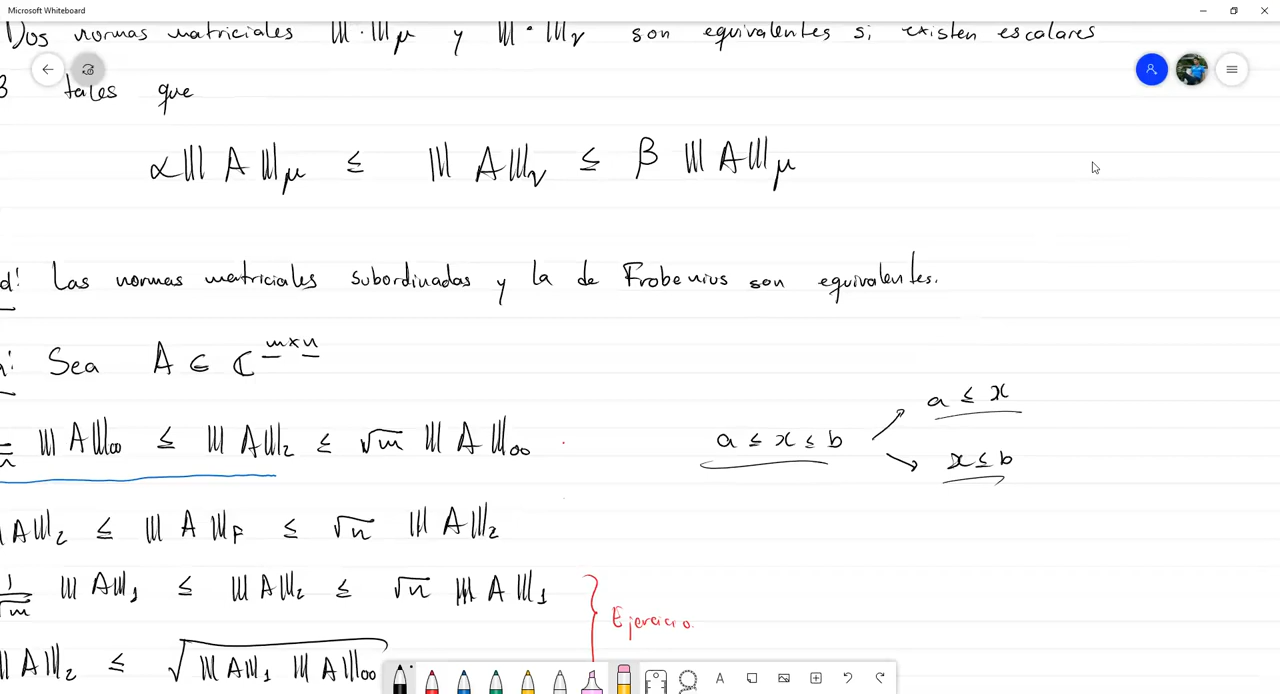 Microsoft Whiteboard
Dos normas matriciales ||| · |||μ y ||| · |||ν son equivalentes si existen escalares
β tales que
α ||| A |||μ ≤ ||| A |||ν ≤ β ||| A |||μ
d: Las normas matriciales subordinadas y la de Frobenius son equivalentes.
Sea A ∈ ℂ^{m×n}
||| A |||∞ ≤ ||| A |||2 ≤ √m ||| A |||∞
a ≤ x ≤ b
a ≤ x
x ≤ b
||| A |||2 ≤ ||| A |||F ≤ √n ||| A |||2
1/√m ||| A |||1 ≤ ||| A |||2 ≤ √n ||| A |||1
Ejercicio.
||| A |||2 ≤ √(||| A |||1 ||| A |||∞)
A